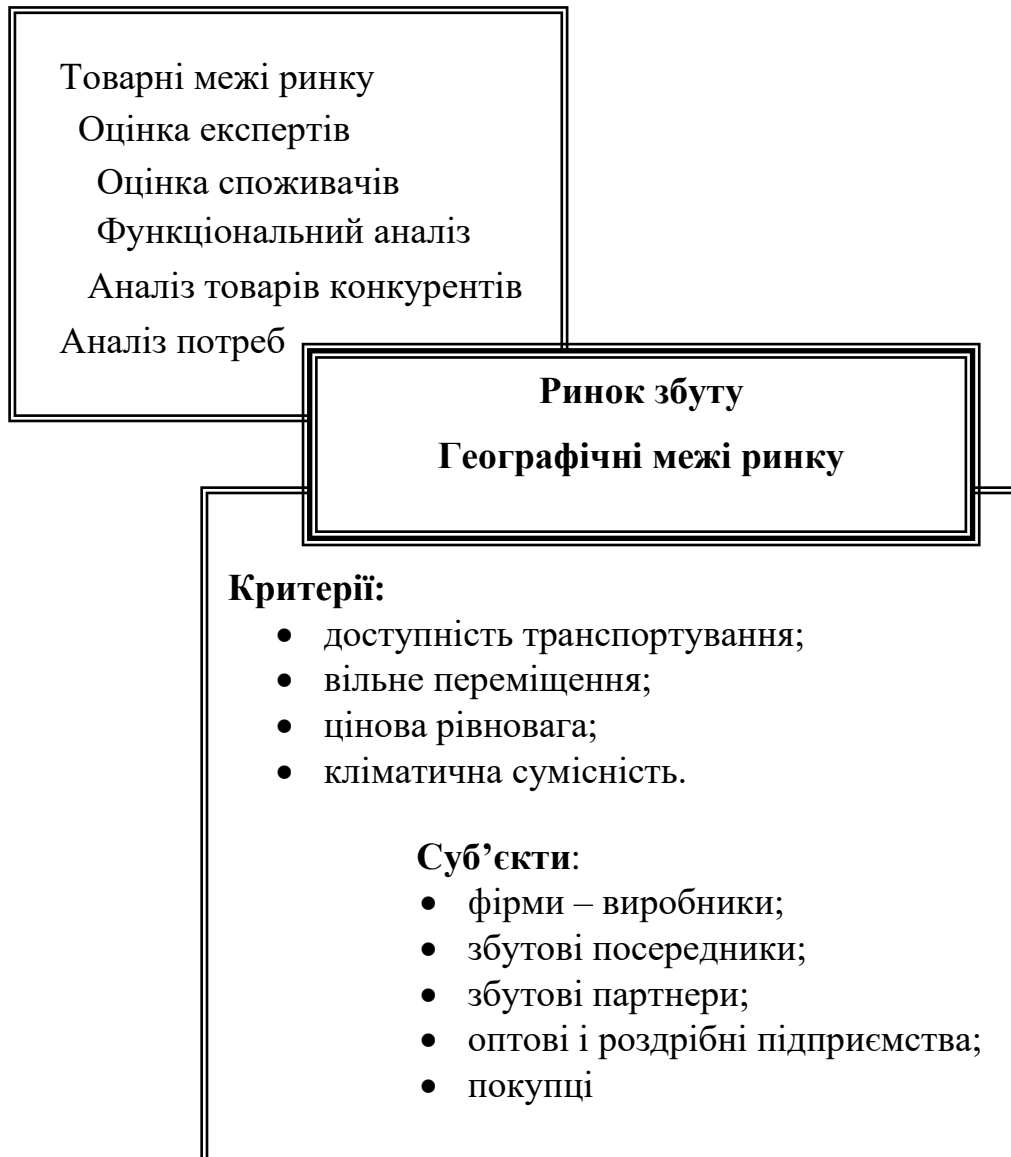 Товарні межі ринку
Оцінка експертів
Оцінка споживачів
Функціональний аналіз
Аналіз товарів конкурентів
Аналіз потреб
Ринок збуту
Географічні межі ринку
Критерії:
• доступність транспортування;
• вільне переміщення;
• цінова рівновага;
• кліматична сумісність.
Суб’єкти:
• фірми – виробники;
• збутові посередники;
• збутові партнери;
• оптові і роздрібні підприємства;
• покупці